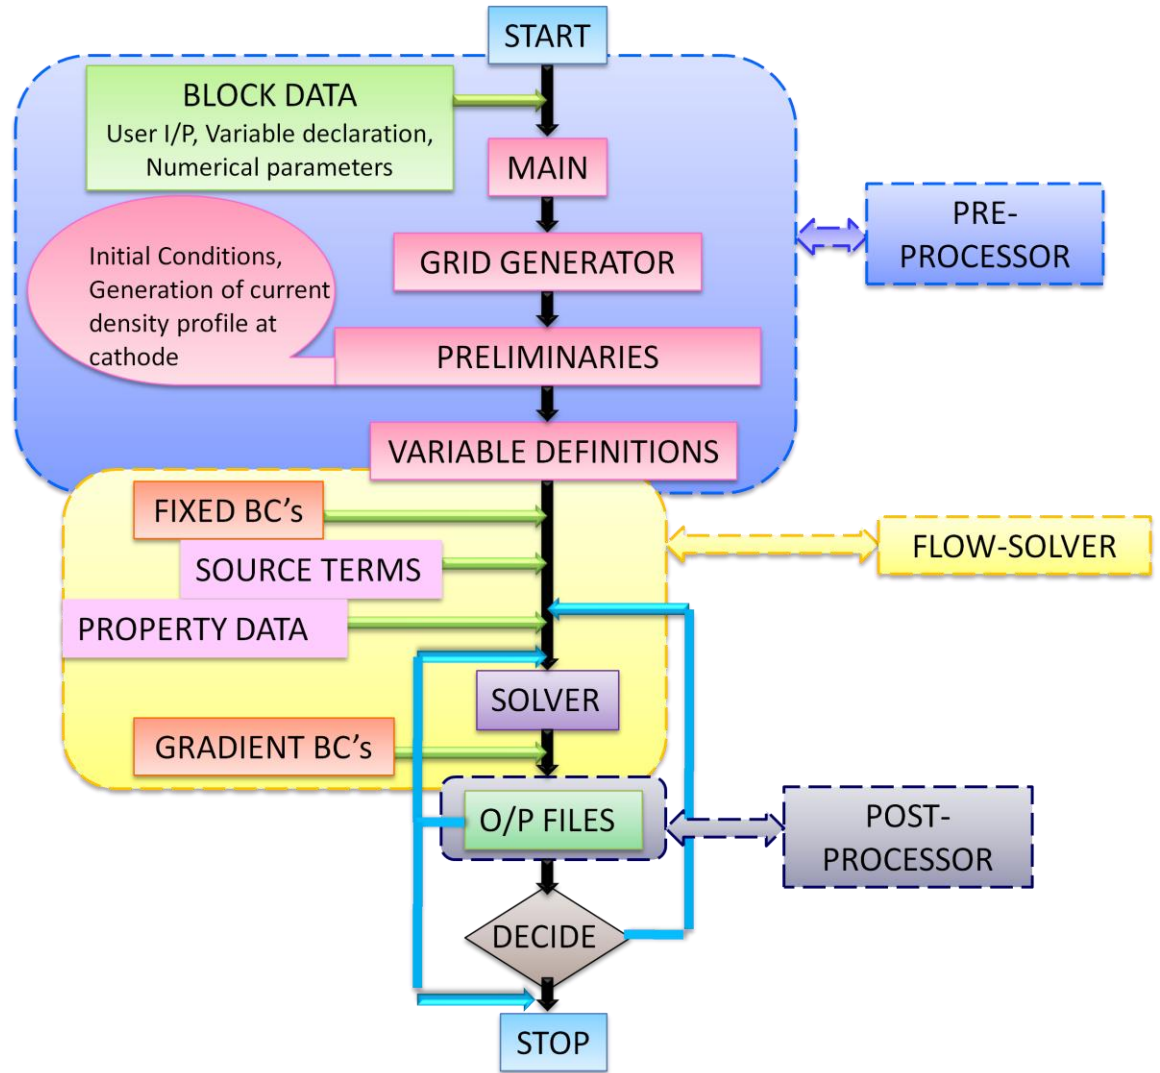 START
BLOCK DATA
User I/P, Variable declaration,
Numerical parameters
MAIN
PRE-
PROCESSOR
GRID GENERATOR
Initial Conditions,
Generation of current
density profile at
cathode
PRELIMINARIES
VARIABLE DEFINITIONS
FIXED BC’s
FLOW-SOLVER
SOURCE TERMS
PROPERTY DATA
SOLVER
GRADIENT BC’s
O/P FILES
POST-
PROCESSOR
DECIDE
STOP